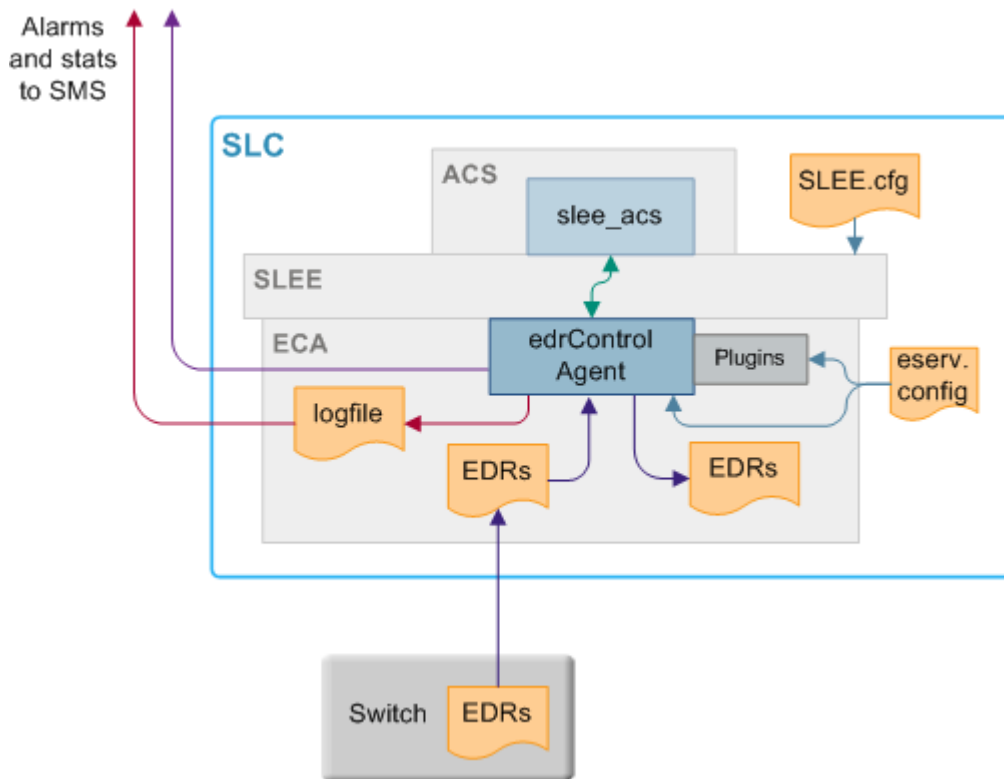 Alarms
and stats
to SMS
SLC
ACS
slee_acs
SLEE.cfg
SLEE
ECA
edrControl
Agent
Plugins
eserv.
config
logfile
EDRs
EDRs
Switch
EDRs